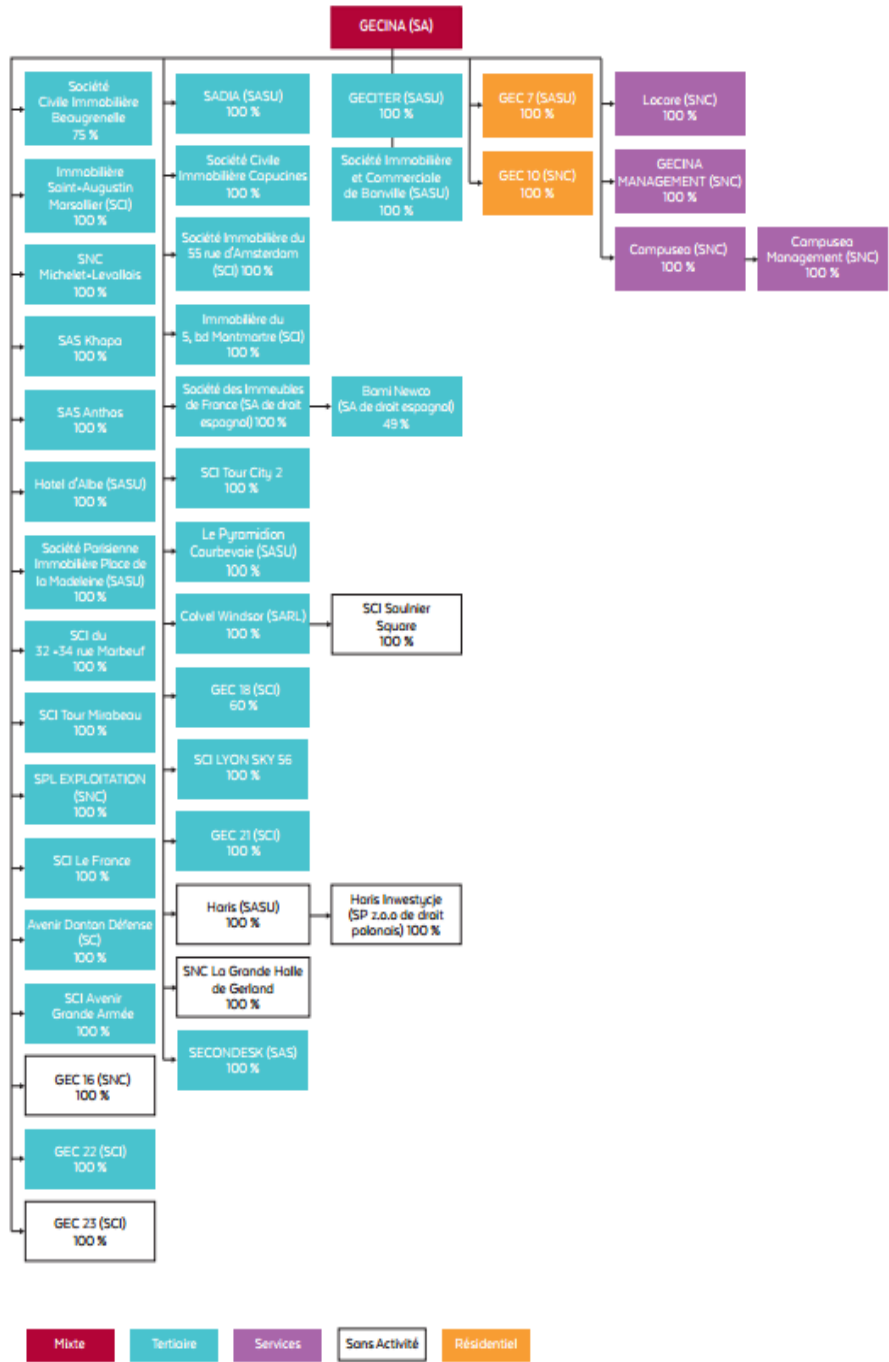 GECINA (SA)
Société
Civile Immobilière
Beaugrenelle
75 %
Immobilière
Saint-Augustin
Marsollier (SCI)
100 %
SNC
Michelet-Levallois
100 %
SAS Khapa
100 %
SAS Anthos
100 %
Hotel d'Albe (SASU)
100 %
Société Parisienne
Immobilière Place de
la Madeleine (SASU)
100 %
SCI du
32 -34 rue Marbeuf
100 %
SCI Tour Mirabeau
100 %
SPL EXPLOITATION
(SNC)
100 %
SCI Le France
100 %
Avenir Danton Défense
(SC)
100 %
SCI Avenir
Grande Armée
100 %
GEC 16 (SNC)
100 %
GEC 22 (SCI)
100 %
GEC 23 (SCI)
100 %
SADIA (SASU)
100 %
Société Civile
Immobilière Capucines
100 %
Société Immobilière du
55 rue d'Amsterdam
(SCI) 100 %
Immobilière du
5, bd Montmartre (SCI)
100 %
Société des Immeubles
de France (SA de droit
espagnol) 100 %
Bami Newco
(SA de droit espagnol)
49 %
SCI Tour City 2
100 %
Le Pyramidion
Courbevoie (SASU)
100 %
Colvel Windsor (SARL)
100 %
SCI Saulnier
Square
100 %
GEC 18 (SCI)
60 %
SCI LYON SKY 56
100 %
GEC 21 (SCI)
100 %
Haris (SASU)
100 %
Haris Inwestycje
(SP z.o.o de droit
polonais) 100 %
SNC La Grande Halle
de Gerland
100 %
SECONDESK (SAS)
100 %
GECITER (SASU)
100 %
Société Immobilière
et Commerciale
de Banville (SASU)
100 %
GEC 7 (SASU)
100 %
GEC 10 (SNC)
100 %
Locare (SNC)
100 %
GECINA
MANAGEMENT (SNC)
100 %
Campusea (SNC)
100 %
Campusea
Management (SNC)
100 %
Mixte
Tertiaire
Services
Sans Activité
Résidentiel